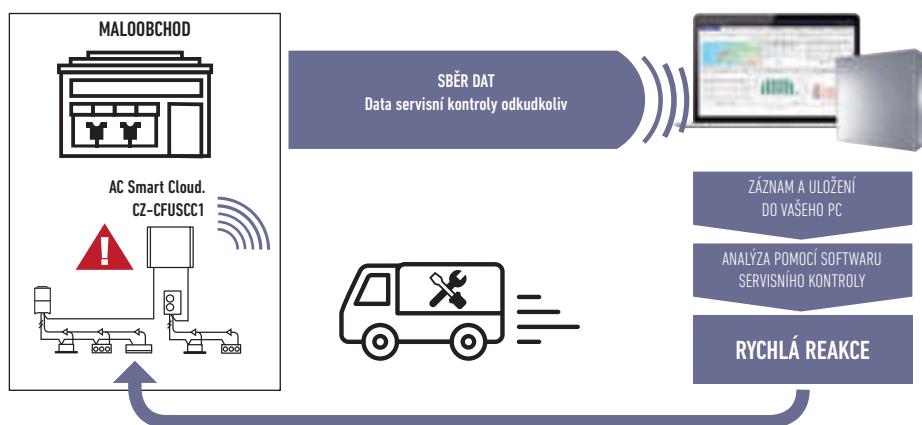 MALOOBCHOD
AC Smart Cloud.
CZ-CFUSCC1
SBĚR DAT
Data servisní kontroly odkudkoliv
ZÁZNAM A ULOŽENÍ
DO VAŠEHO PC
ANALÝZA POMOCÍ SOFTWARU
SERVISNÍHO KONTROLY
RYCHLÁ REAKCE